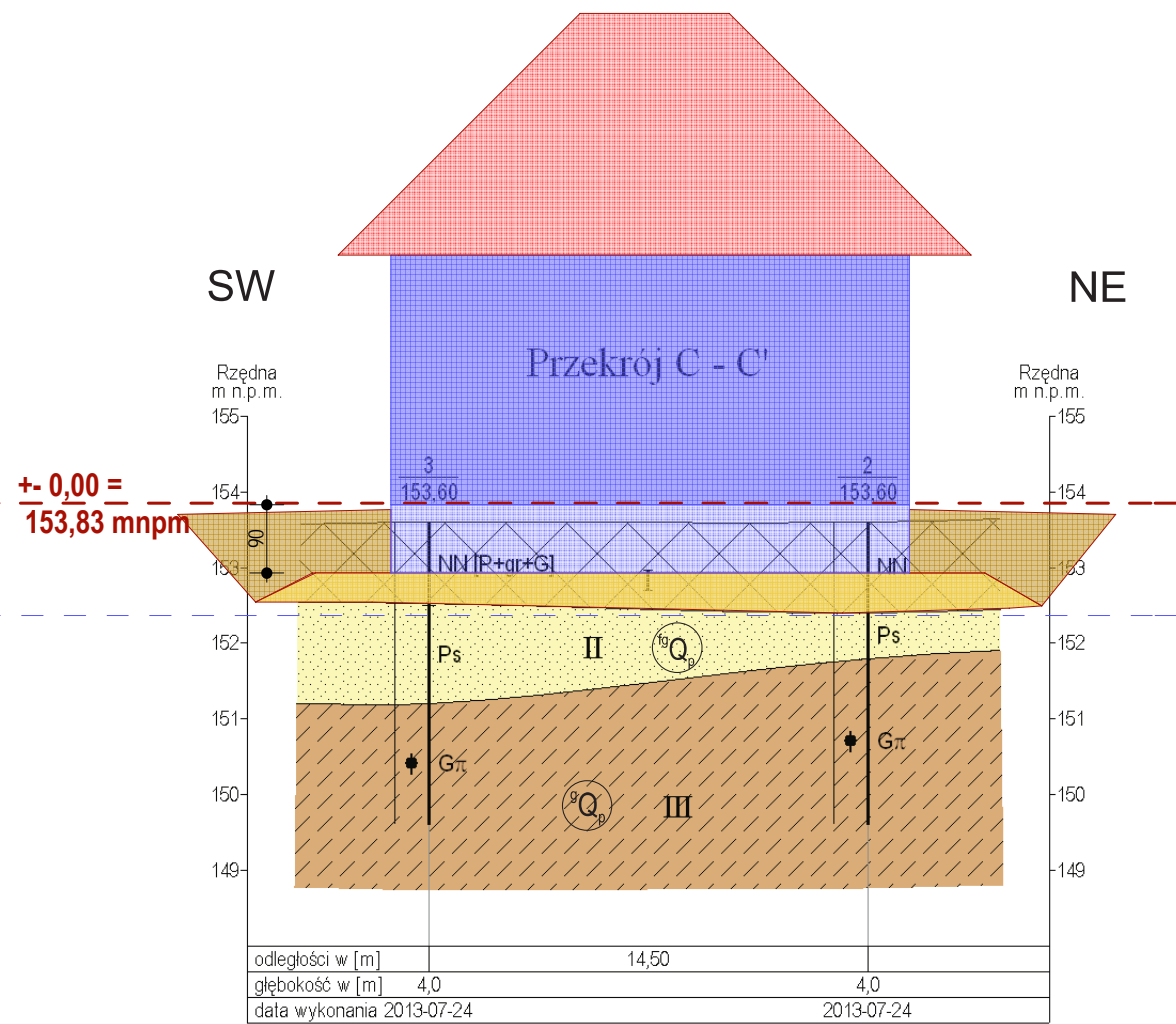 SW
NE
Przekrój C - C'
Rzędna
m n.p.m.
Rzędna
m n.p.m.
155
155
3
153,60
2
153,60
+- 0,00 =
153,83 mnpm
154
154
90
NN [P+gr+G]
I
NN
153
153
152
152
Ps
II
fgQp
Ps
151
151
Gπ
Gπ
150
150
gQp
III
149
149
odległości w [m]
14,50
głębokość w [m]
4,0
4,0
data wykonania
2013-07-24
2013-07-24